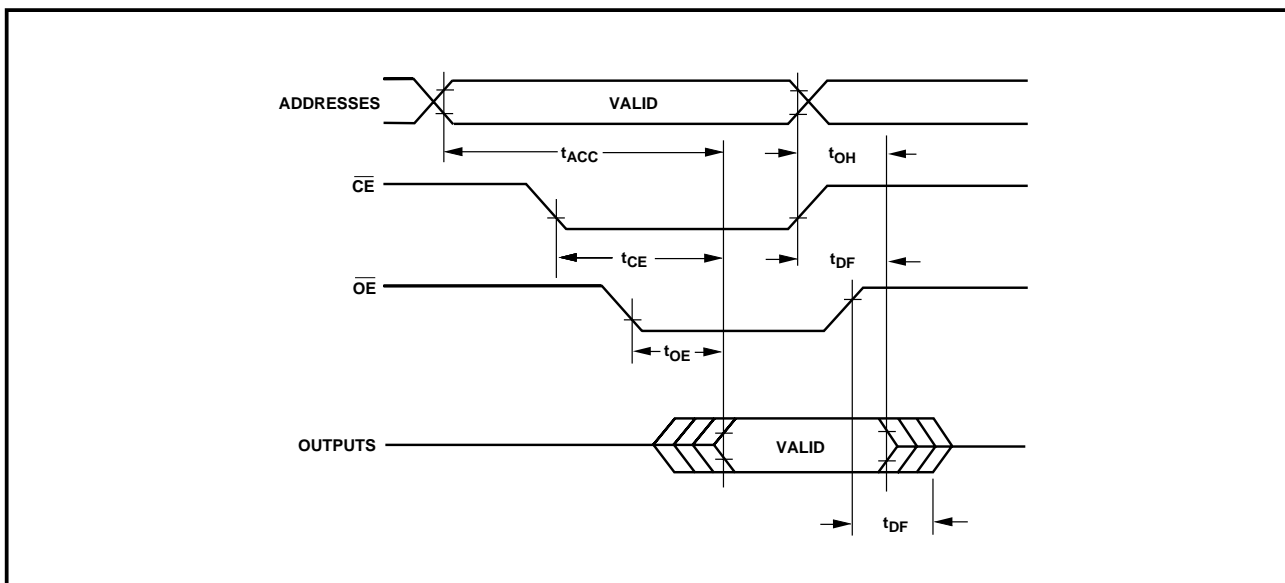 ADDRESSES
VALID
tACC
tOH
CE
tCE
tDF
OE
tOE
OUTPUTS
VALID
tDF